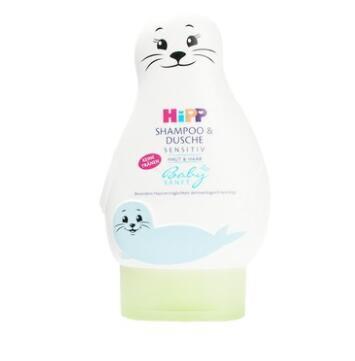 HiPP
SHAMPOO &
DUSCHE
SENSITIV
HAUT & HAAR
KEINE
TRÄNEN
Baby
SANFT